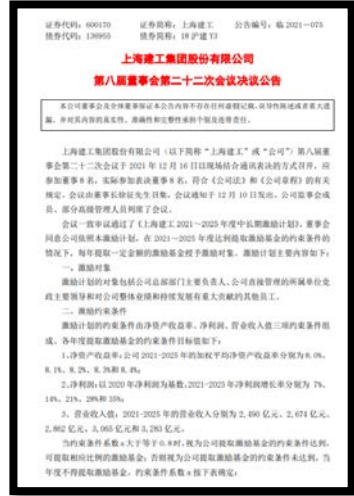 证券代码：600170 证券简称：上海建工 公告编号：临 2021—075
债券代码：136955 债券简称：18 沪建 Y3
上海建工集团股份有限公司
第八届董事会第二十二次会议决议公告
本公司董事会及全体董事保证本公告内容不存在任何虚假记载、误导性陈述或者重大遗
漏，并对其内容的真实性、准确性和完整性承担个别及连带责任。
上海建工集团股份有限公司（以下简称“上海建工”或“公司”）第八届董
事会第二十二次会议于 2021 年 12 月 16 日以现场结合通讯表决的方式召开，应
参加董事 8 名，实际参加表决董事 8 名，符合《公司法》和《公司章程》的有关
规定。会议由董事长徐征先生召集，会议通知于 12 月 10 日发出。公司监事会成
员、部分高级管理人员列席了会议。
会议一致审议通过了《上海建工 2021～2025 年度中长期激励计划》，董事会
同意公司依照本激励计划，在 2021～2025 年度达到提取激励基金的约束条件的
情况下，每年提取一定金额的激励基金授予激励对象。激励计划主要内容如下：
一、激励对象
激励计划的对象包括公司总部部门主要负责人、公司直接管理的所属单位党
政主要领导和对公司整体业绩和持续发展有重大贡献的其他员工。
二、激励约束条件
激励计划的约束条件由净资产收益率、净利润、营业收入值三项约束条件组
成。各年度提取激励基金的约束条件目标值如下：
1、净资产收益率：公司 2021-2025 年的加权平均净资产收益率分别为 8.0%、
8.1%、8.2%、8.3%和 8.4%；
2、净利润：以 2020 年净利润为基数，2021-2025 年净利润增长率分别为 7%、
14%、21%、28%和 35%；
3、营业收入值：2021-2025 年的营业收入分别为 2,490 亿元、2,674 亿元、
2,862 亿元、3,065 亿元和 3,283 亿元。
当约束条件系数 a 大于等于 0.8 时，视为公司提取激励基金的约束条件达到，
可提取相应比例的激励基金；否则视为公司提取激励基金的约束条件未达到，当
年度不得提取激励基金。约束条件系数 a 按下表确定：